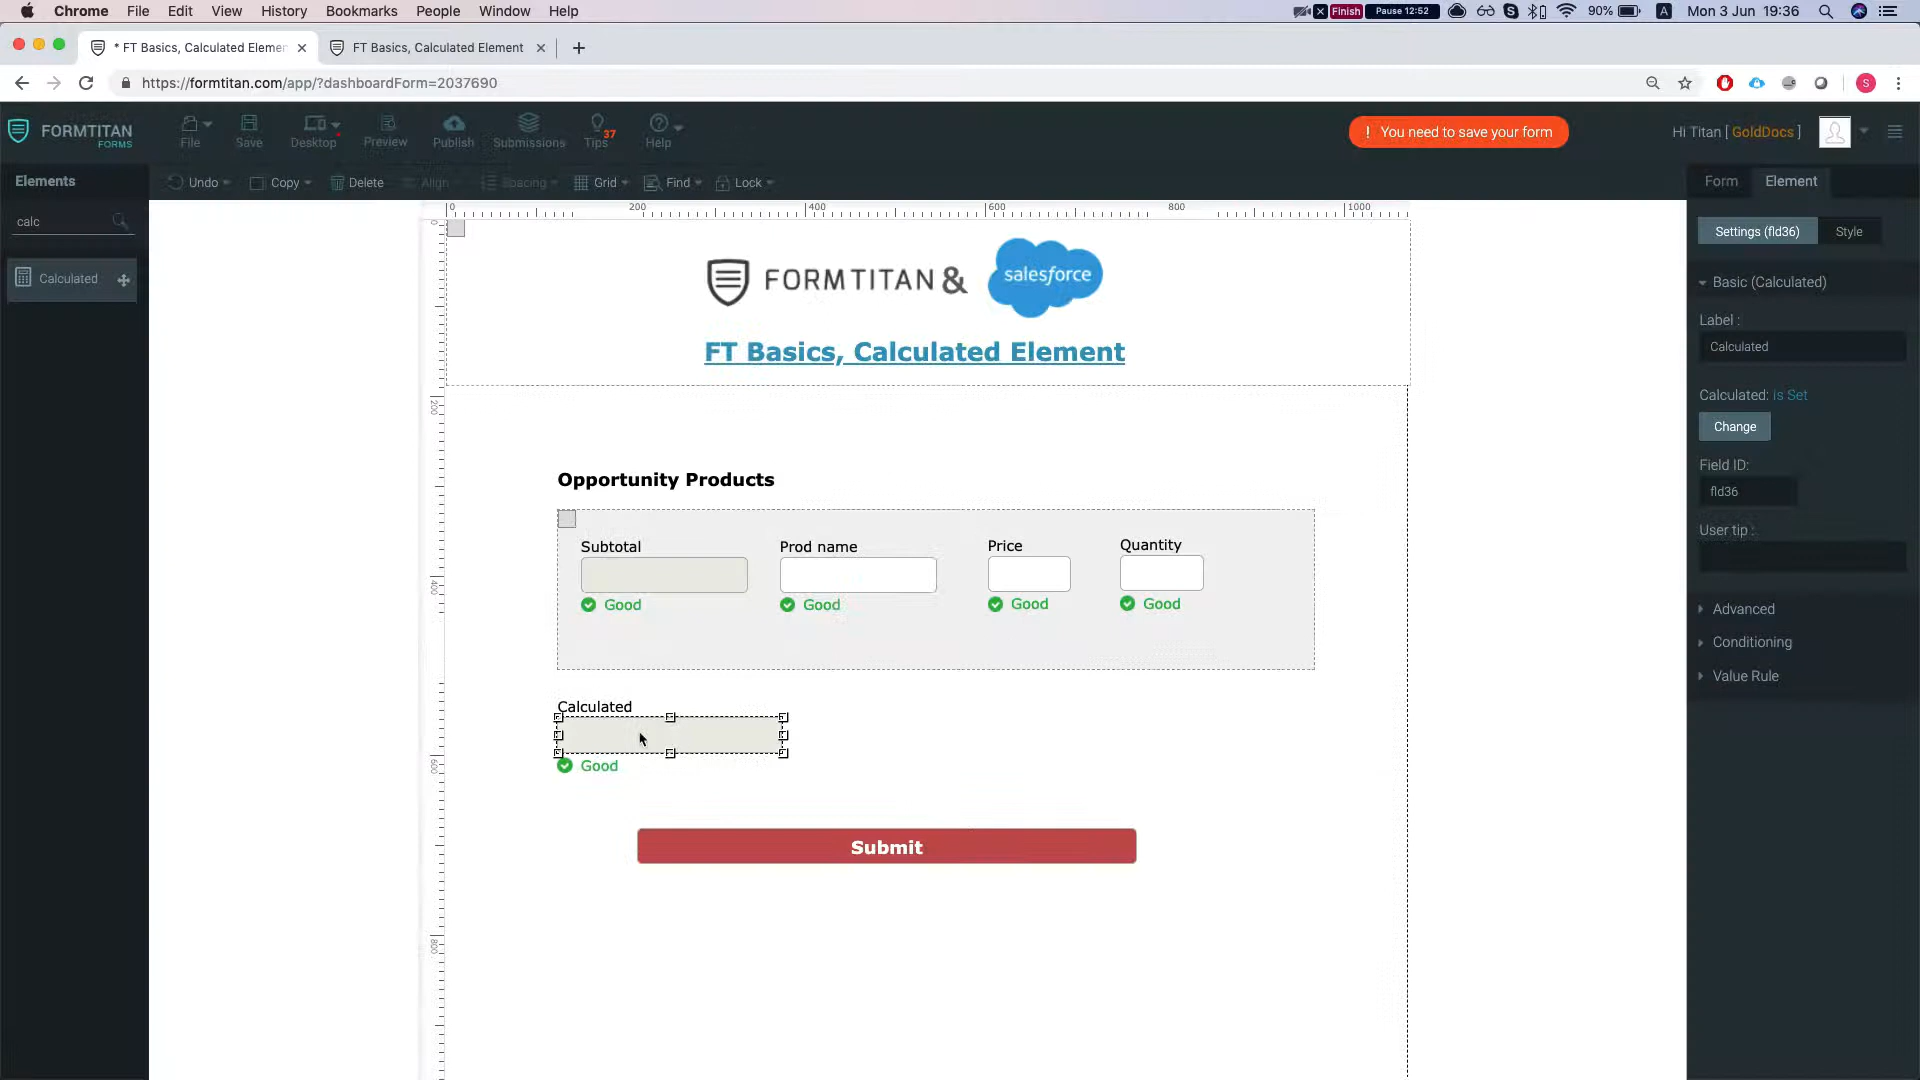 Chrome File Edit View History Bookmarks People Window Help Finish Pause 12:52 90% A Mon 3 Jun 19:36
* FT Basics, Calculated Elemen FT Basics, Calculated Element
https://formtitan.com/app/?dashboardForm=2037690 S
FORMTITAN
FORMS
File Save Desktop Preview Publish Submissions Tips 37 Help
! You need to save your form
Hi Titan [ GoldDocs ]
Elements
Undo Copy Delete Align Spacing Grid Find Lock
Form Element
calc
Calculated
0 200 400 600 800 1000
200
400
600
800
FORMTITAN & salesforce
FT Basics, Calculated Element
Opportunity Products
Subtotal Prod name Price Quantity
Good Good Good Good
Calculated
Good
Submit
Settings (fld36) Style
Basic (Calculated)
Label :
Calculated
Calculated: Is Set
Change
Field ID:
fld36
User tip :
Advanced
Conditioning
Value Rule